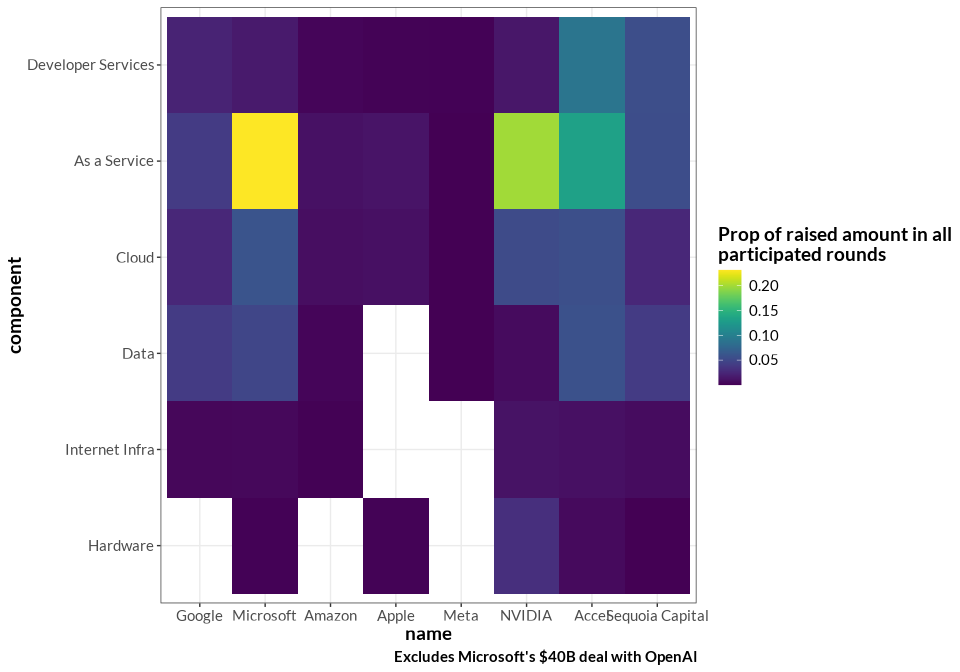 Developer Services
As a Service
Cloud
Data
Internet Infra
Hardware
component
Google Microsoft Amazon Apple Meta NVIDIA Accel Sequoia Capital
name
Excludes Microsoft's $40B deal with OpenAI
Prop of raised amount in all
participated rounds
0.20
0.15
0.10
0.05